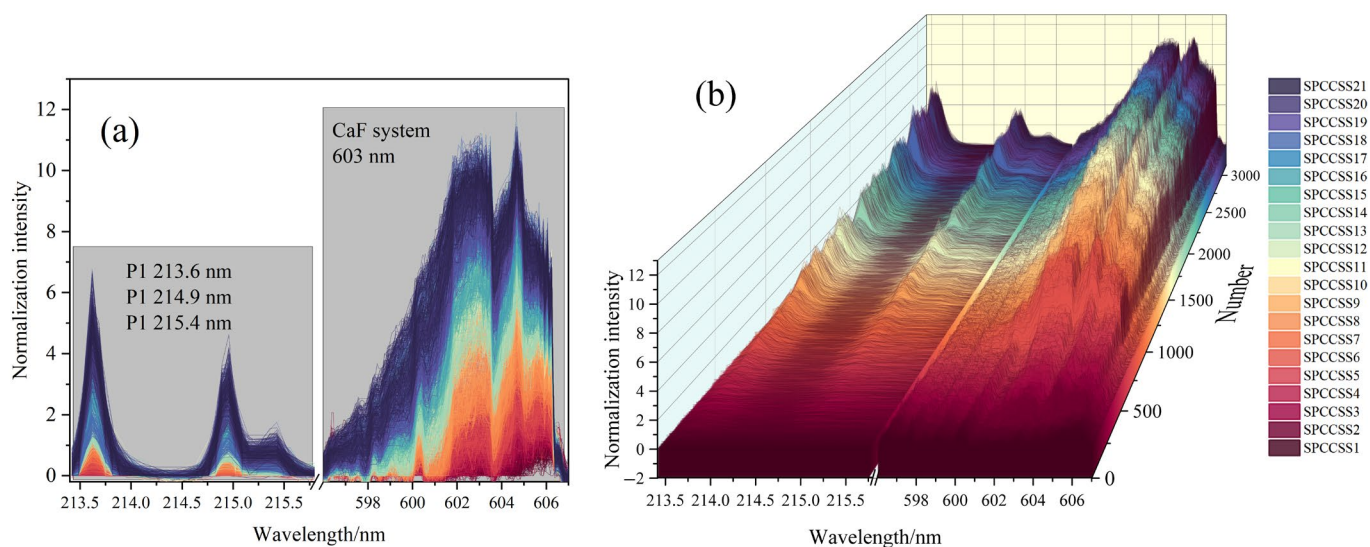 (a)
12
10
8
6
4
2
0
Normalization intensity
P1 213.6 nm
P1 214.9 nm
P1 215.4 nm
CaF system
603 nm
213.5 214.0 214.5 215.0 215.5 598 600 602 604 606
Wavelength/nm
(b)
12
10
8
6
4
2
0
−2
Normalization intensity
213.5 214.0 214.5 215.0 215.5 598 600 602 604 606
Wavelength/nm
3000
2500
2000
1500
1000
500
0
Number
SPCCSS21
SPCCSS20
SPCCSS19
SPCCSS18
SPCCSS17
SPCCSS16
SPCCSS15
SPCCSS14
SPCCSS13
SPCCSS12
SPCCSS11
SPCCSS10
SPCCSS9
SPCCSS8
SPCCSS7
SPCCSS6
SPCCSS5
SPCCSS4
SPCCSS3
SPCCSS2
SPCCSS1